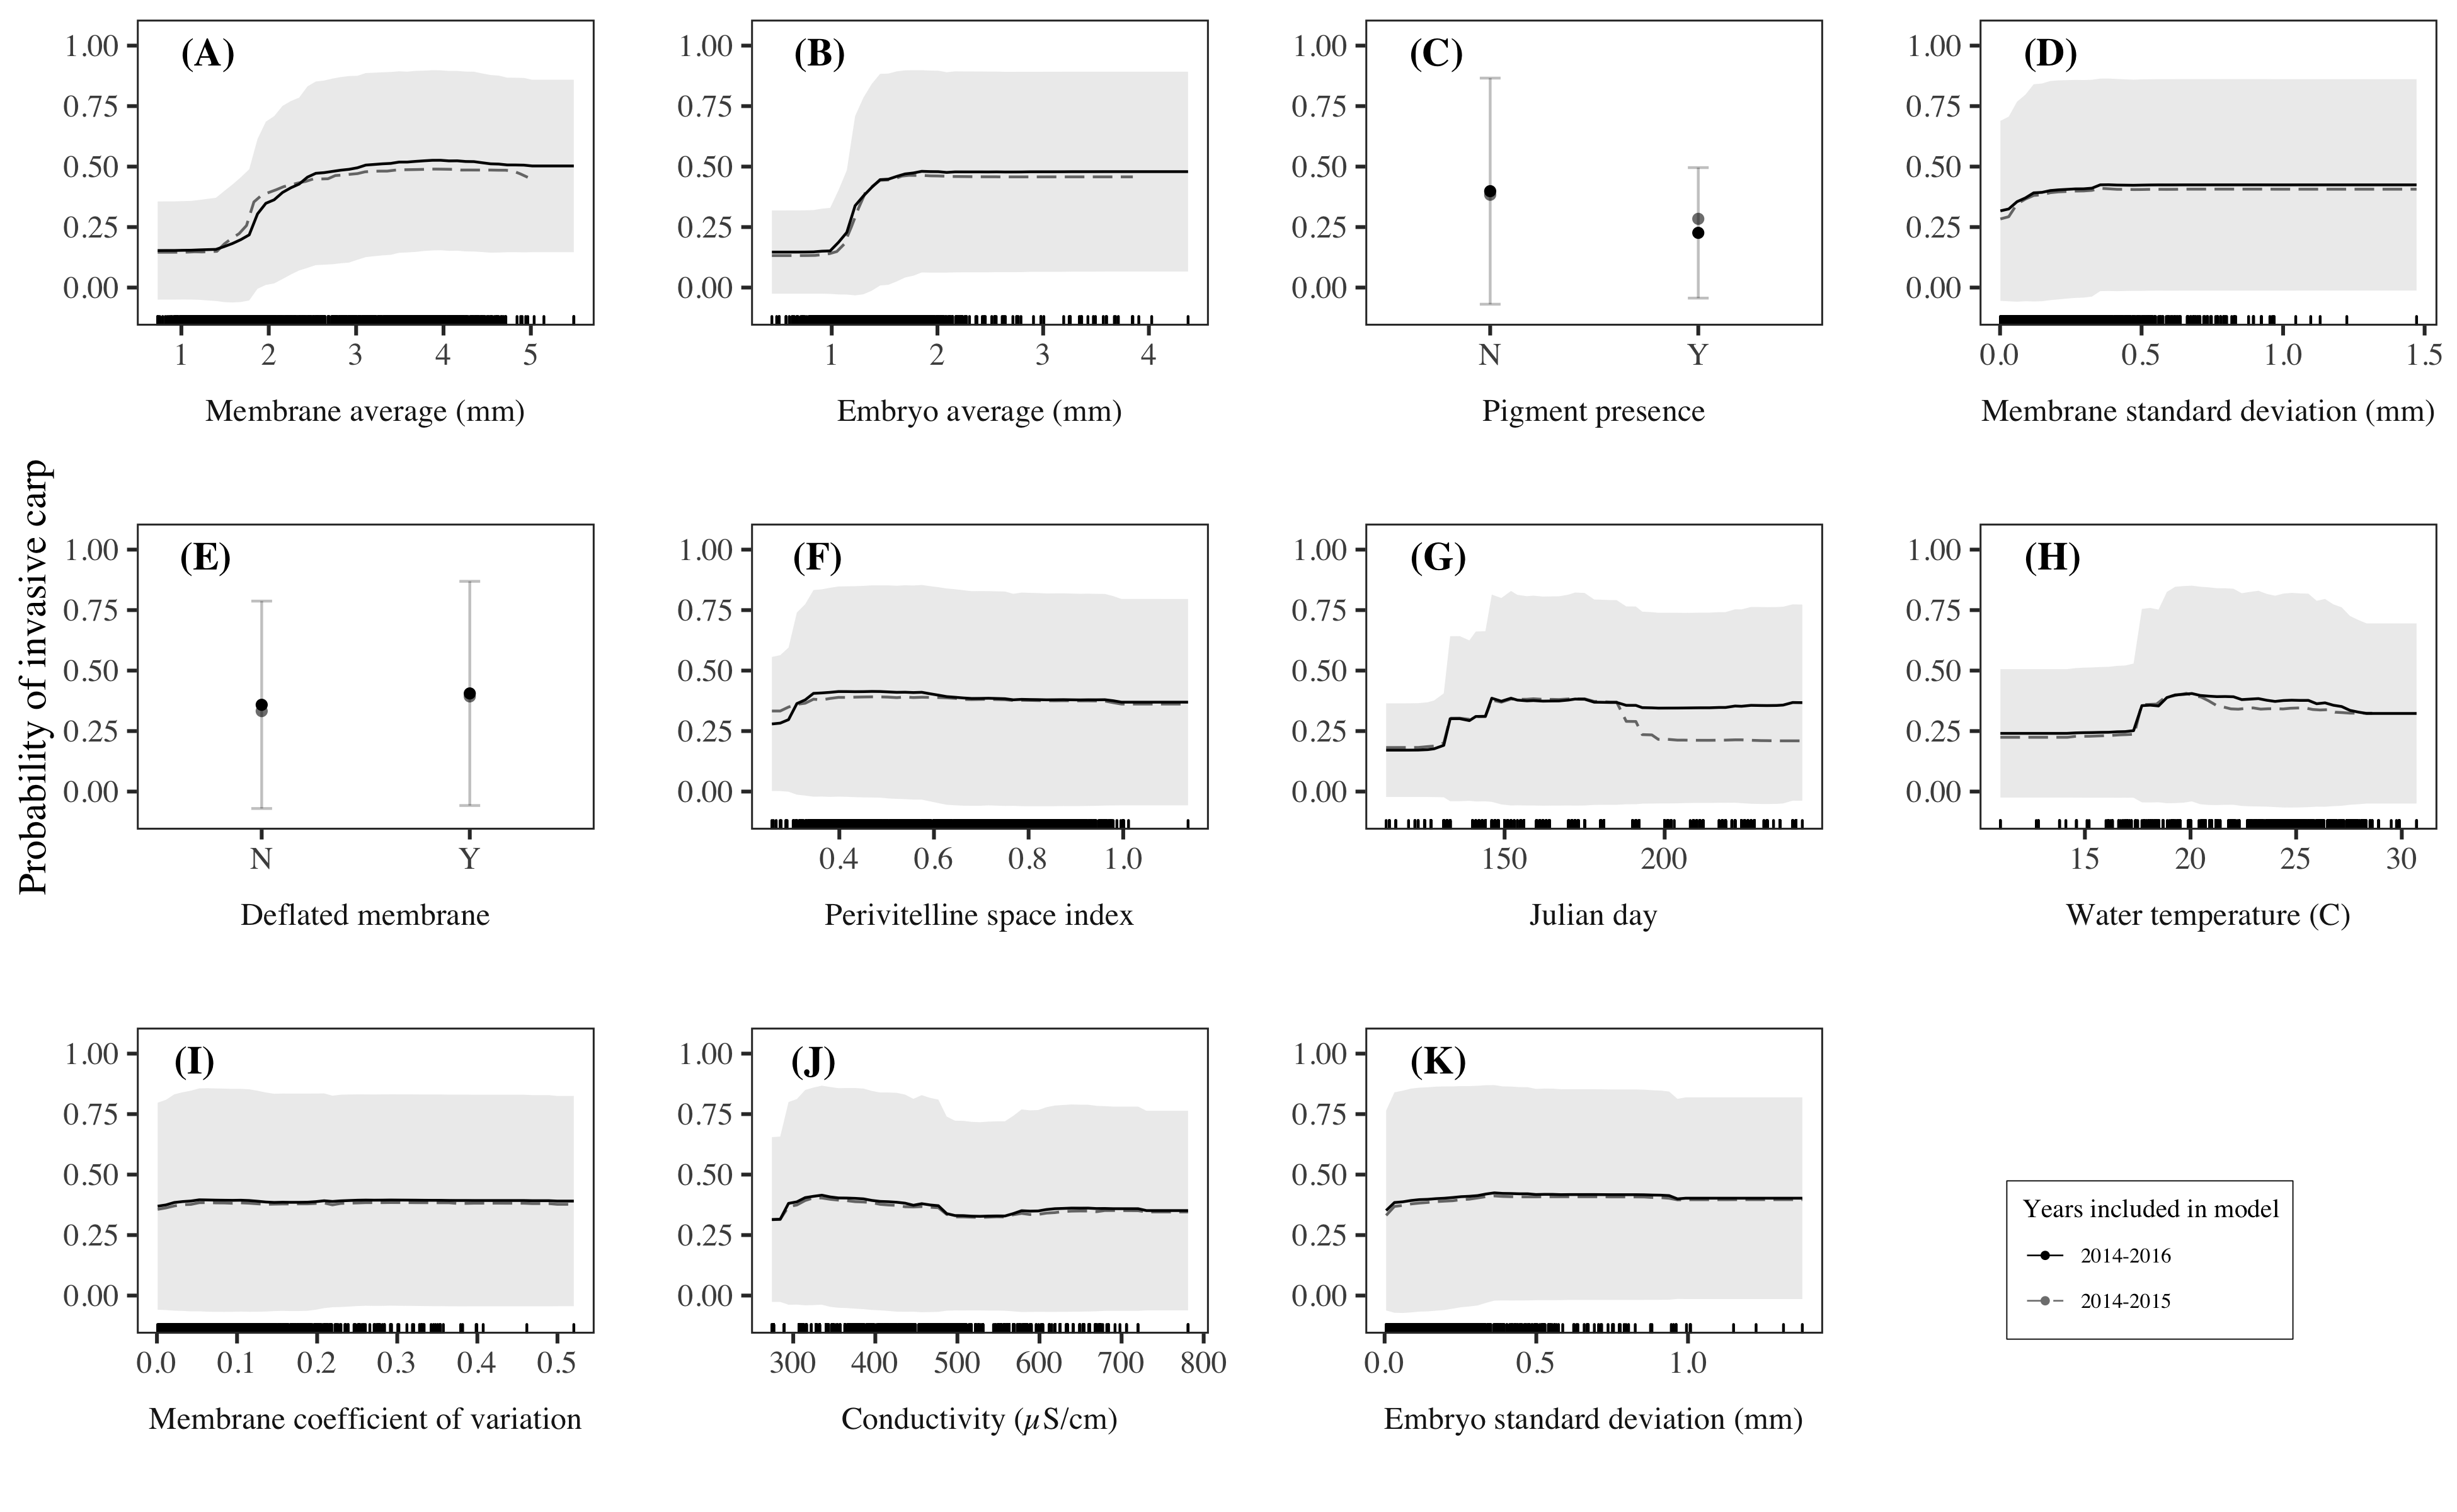 (A)
1.00
0.75
0.50
0.25
0.00
1 2 3 4 5
Membrane average (mm)
(B)
1.00
0.75
0.50
0.25
0.00
1 2 3 4
Embryo average (mm)
(C)
1.00
0.75
0.50
0.25
0.00
N Y
Pigment presence
(D)
1.00
0.75
0.50
0.25
0.00
0.0 0.5 1.0 1.5
Membrane standard deviation (mm)
Probability of invasive carp
(E)
1.00
0.75
0.50
0.25
0.00
N Y
Deflated membrane
(F)
1.00
0.75
0.50
0.25
0.00
0.4 0.6 0.8 1.0
Perivitelline space index
(G)
1.00
0.75
0.50
0.25
0.00
150 200
Julian day
(H)
1.00
0.75
0.50
0.25
0.00
15 20 25 30
Water temperature (C)
(I)
1.00
0.75
0.50
0.25
0.00
0.0 0.1 0.2 0.3 0.4 0.5
Membrane coefficient of variation
(J)
1.00
0.75
0.50
0.25
0.00
300 400 500 600 700 800
Conductivity (μS/cm)
(K)
1.00
0.75
0.50
0.25
0.00
0.0 0.5 1.0
Embryo standard deviation (mm)
Years included in model
2014-2016
2014-2015